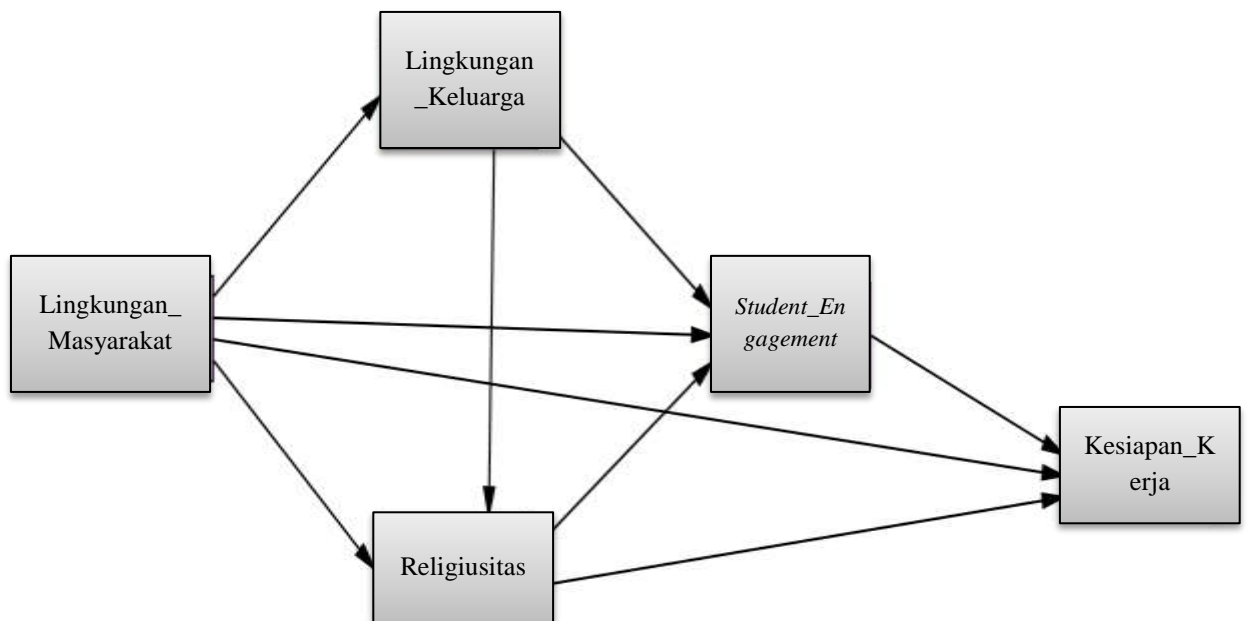 Lingkungan
_Keluarga
Lingkungan_
Masyarakat
Student_En
gagement
Kesiapan_K
erja
Religiusitas